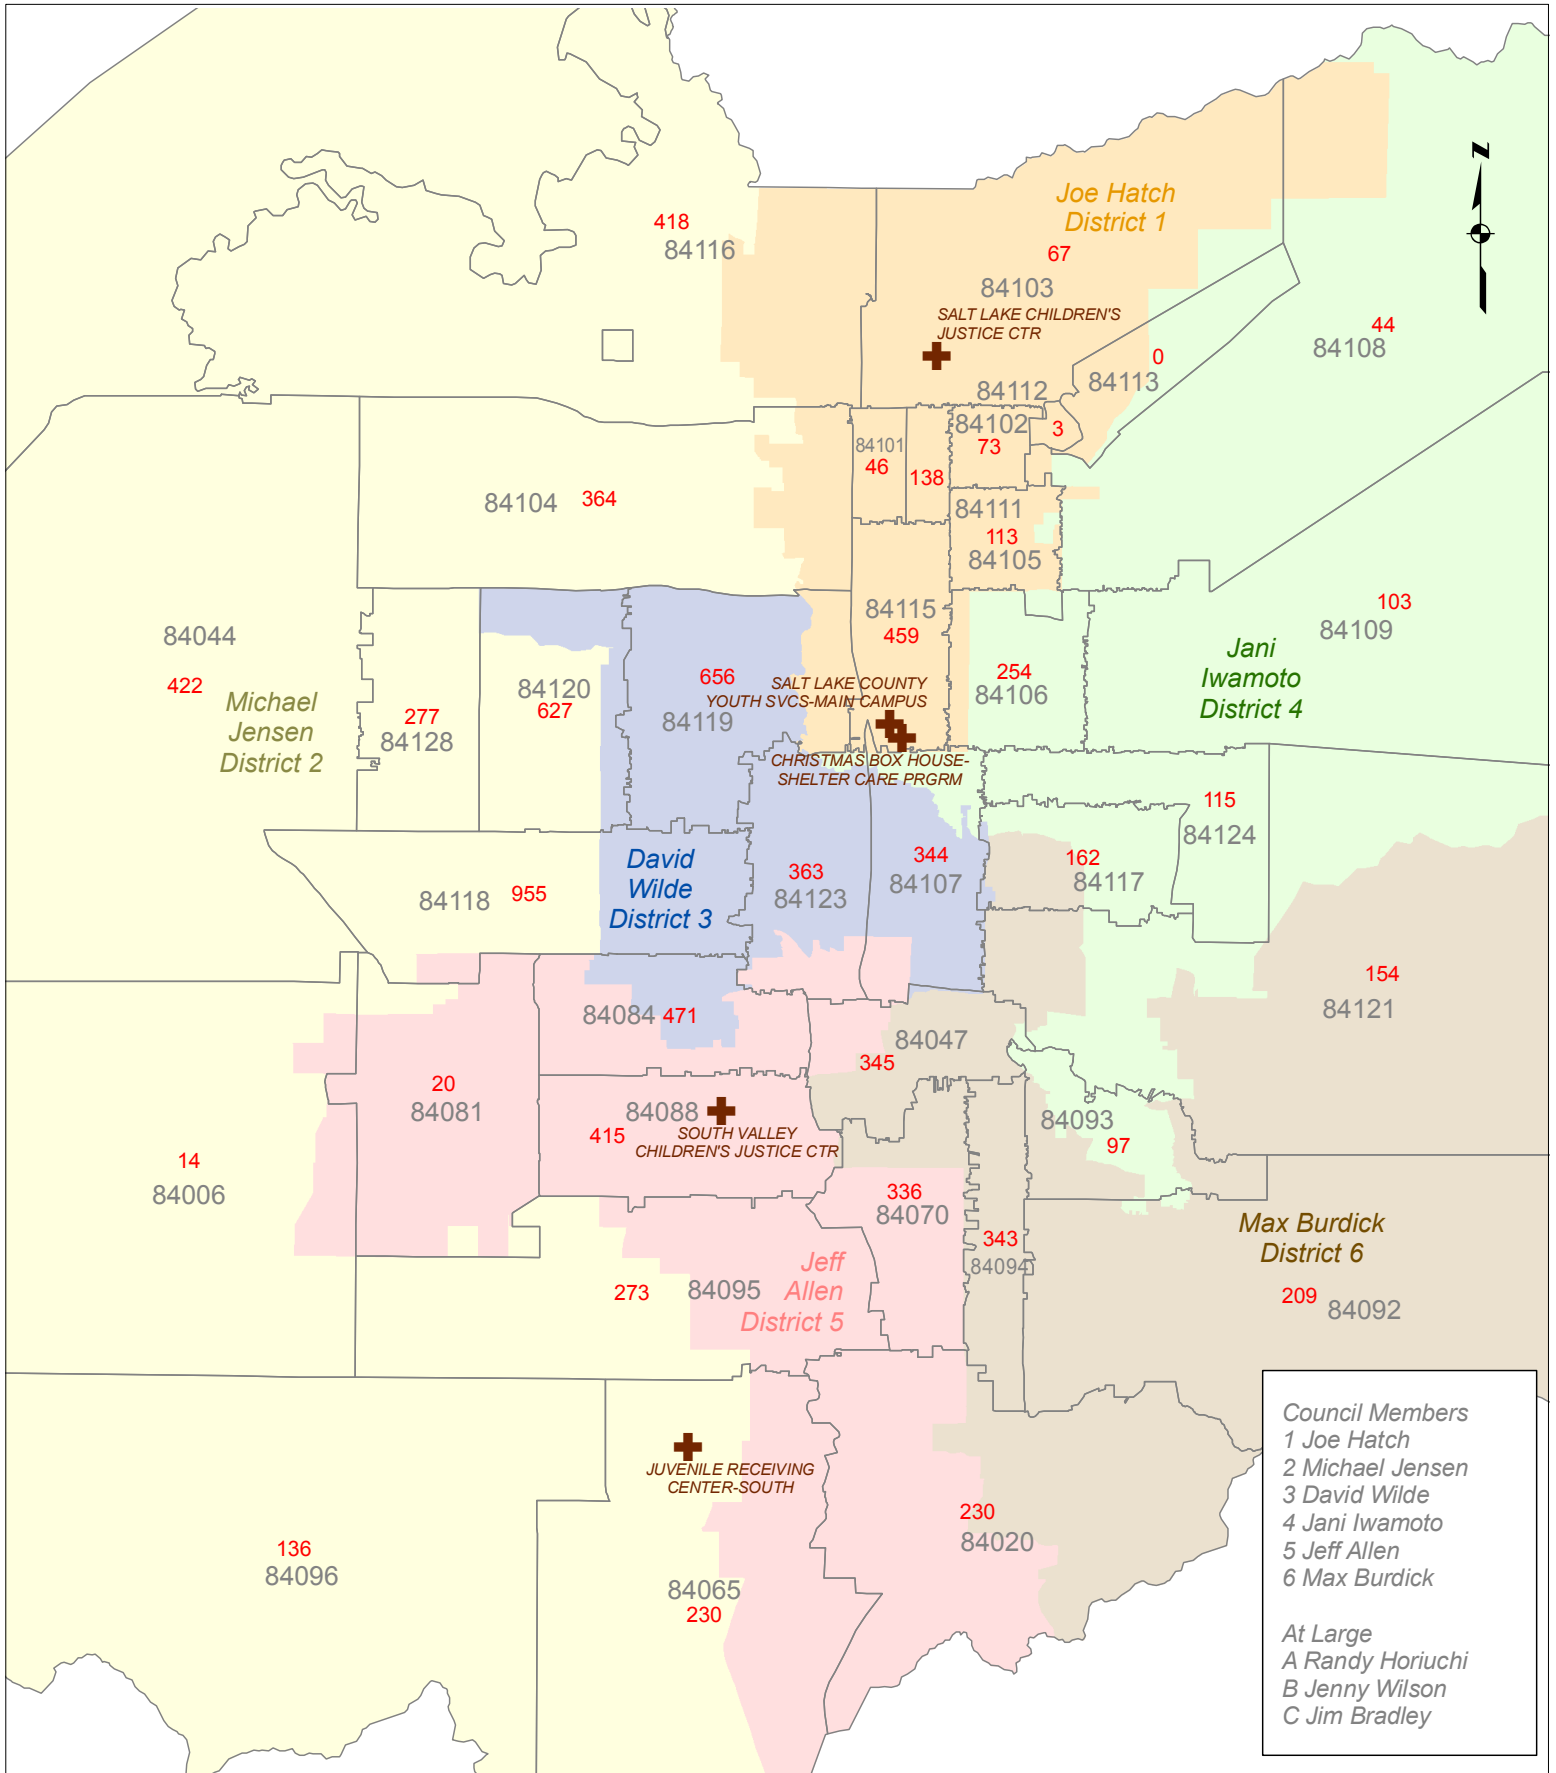 Joe Hatch
District 1
418
84116
67
84103
SALT LAKE CHILDREN'S
JUSTICE CTR
44
84108
0
84113
84112
84102
3
73
84101
46
138
84104
364
84111
113
84105
84115
459
103
84109
84044
422
Michael
Jensen
District 2
Jani
Iwamoto
District 4
254
84106
656
84119
84120
627
277
84128
SALT LAKE COUNTY
YOUTH SVCS-MAIN CAMPUS
CHRISTMAS BOX HOUSE-
SHELTER CARE PRGRM
115
84124
David
Wilde
District 3
363
84123
344
84107
162
84117
84118
955
154
84121
84084
471
84047
345
20
84081
84088
415
SOUTH VALLEY
CHILDREN'S JUSTICE CTR
84093
97
14
84006
336
84070
343
84094
Max Burdick
District 6
209
84092
273
84095
Jeff
Allen
District 5
JUVENILE RECEIVING
CENTER-SOUTH
230
84020
136
84096
84065
230
Council Members
1 Joe Hatch
2 Michael Jensen
3 David Wilde
4 Jani Iwamoto
5 Jeff Allen
6 Max Burdick
At Large
A Randy Horiuchi
B Jenny Wilson
C Jim Bradley
N